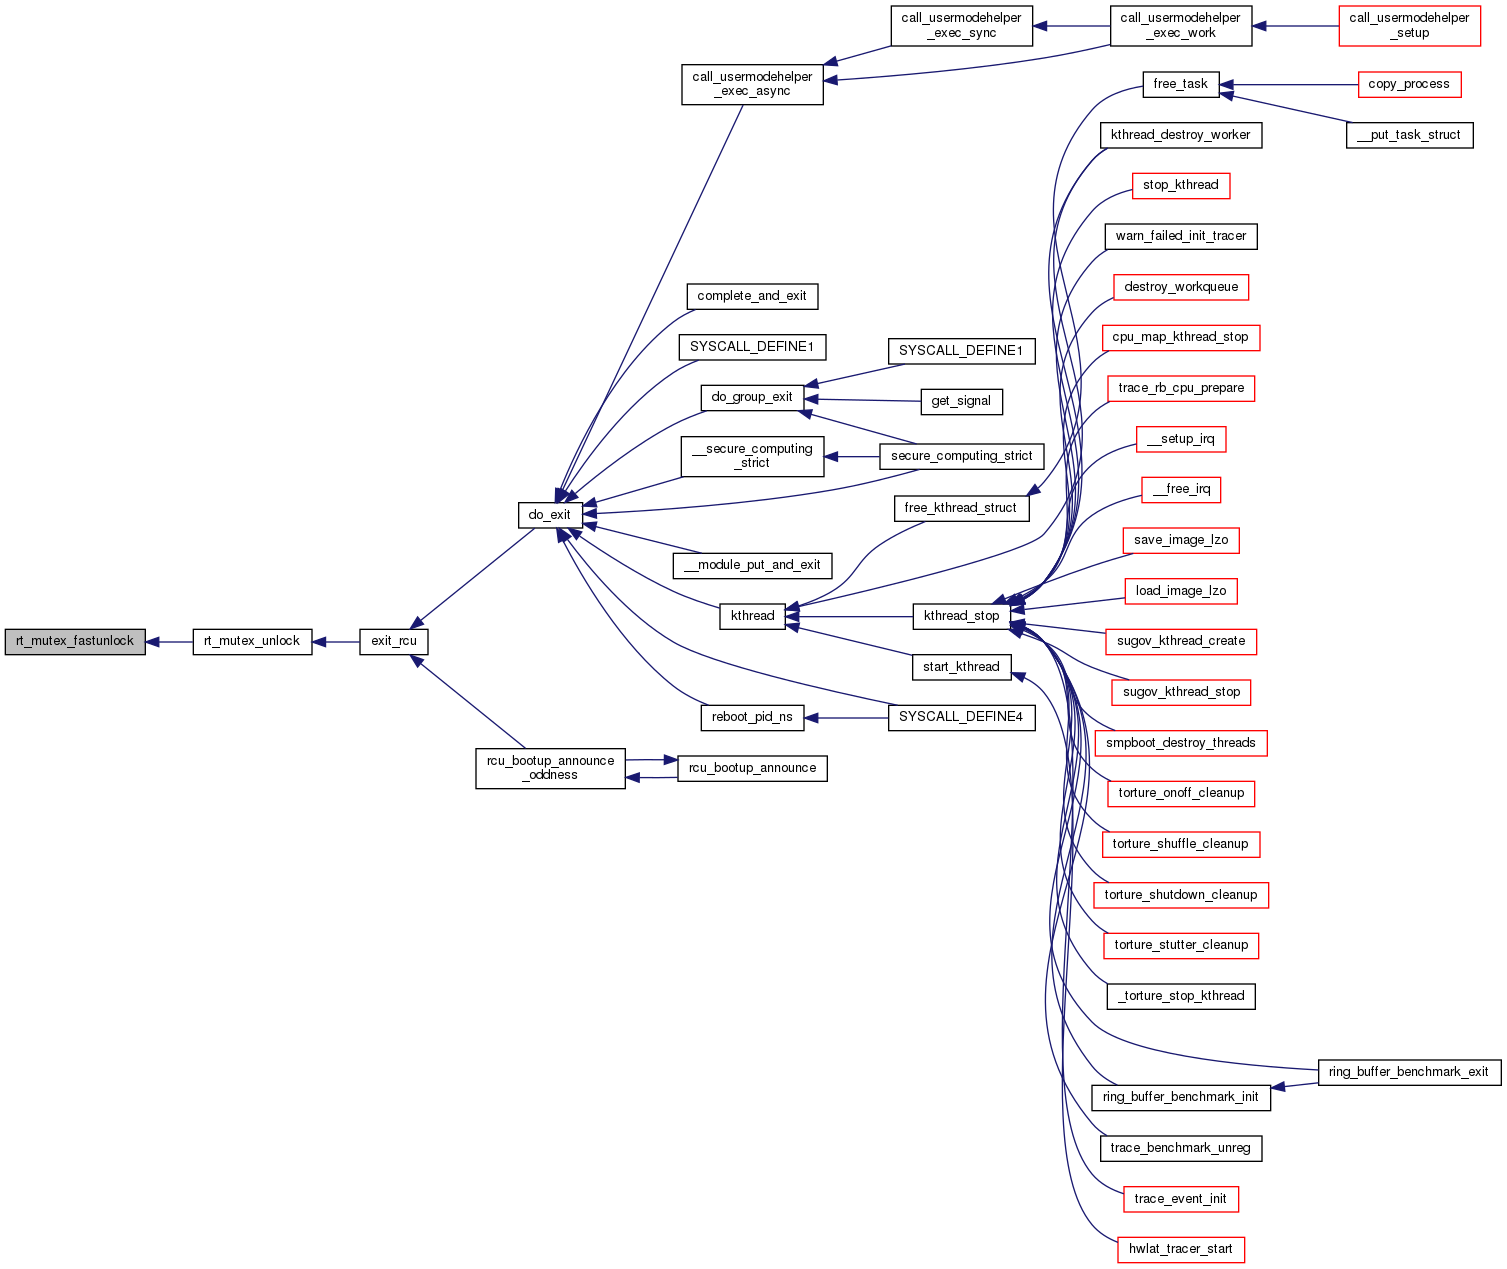 call_usermodehelper
_exec_sync
call_usermodehelper
_exec_work
call_usermodehelper
_setup
call_usermodehelper
_exec_async
free_task
copy_process
__put_task_struct
kthread_destroy_worker
stop_kthread
warn_failed_init_tracer
destroy_workqueue
complete_and_exit
cpu_map_kthread_stop
SYSCALL_DEFINE1
SYSCALL_DEFINE1
trace_rb_cpu_prepare
do_group_exit
get_signal
__setup_irq
__secure_computing
_strict
secure_computing_strict
__free_irq
free_kthread_struct
do_exit
save_image_lzo
__module_put_and_exit
load_image_lzo
kthread
kthread_stop
rt_mutex_fastunlock
rt_mutex_unlock
exit_rcu
sugov_kthread_create
start_kthread
sugov_kthread_stop
reboot_pid_ns
SYSCALL_DEFINE4
smpboot_destroy_threads
rcu_bootup_announce
_oddness
rcu_bootup_announce
torture_onoff_cleanup
torture_shuffle_cleanup
torture_shutdown_cleanup
torture_stutter_cleanup
_torture_stop_kthread
ring_buffer_benchmark_exit
ring_buffer_benchmark_init
trace_benchmark_unreg
trace_event_init
hwlat_tracer_start